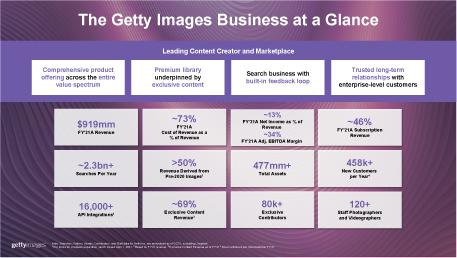 The Getty Images Business at a Glance
Leading Content Creator and Marketplace
Comprehensive product
offering across the entire
value spectrum
Premium library
underpinned by
exclusive content
Search business with
built-in feedback loop
Trusted long-term
relationships with
enterprise-level customers
$919mm
FY'21A Revenue
~73%
FY'21A
Cost of Revenue as a
% of Revenue
~13%
FY'21A Net Income as % of
Revenue
~34%
FY'21A Adj. EBITDA Margin
~46%
FY'21A Subscription
Revenue
~2.3bn+
Searches Per Year
>50%
Revenue Derived from
Pre-2020 Images¹
477mm+
Total Assets
458k+
New Customers
per Year
16,000+
API Integrations
~69%
Exclusive Content
Revenue
80k+
Exclusive
Contributors
120+
Staff Photographers
and Videographers
gettyimages